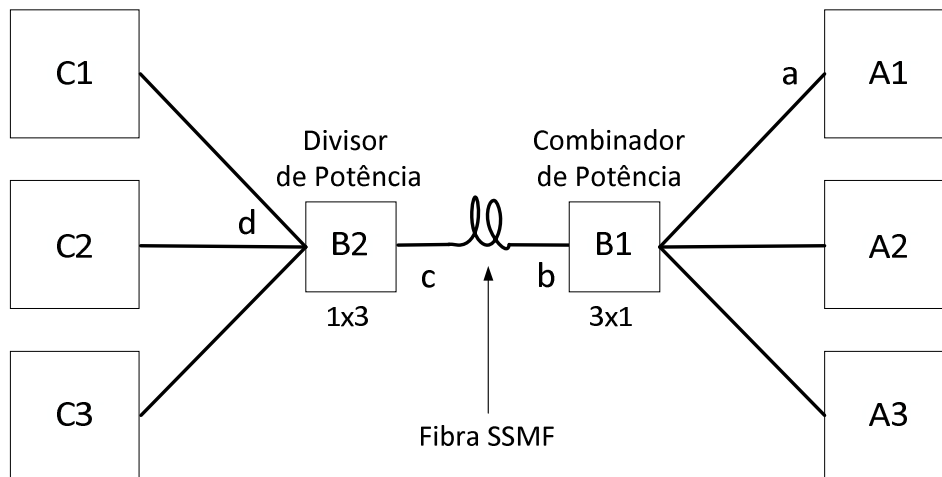 C1
C2
C3
d
Divisor
de Potência
B2
1x3
c
Fibra SSMF
b
Combinador
de Potência
B1
3x1
a
A1
A2
A3